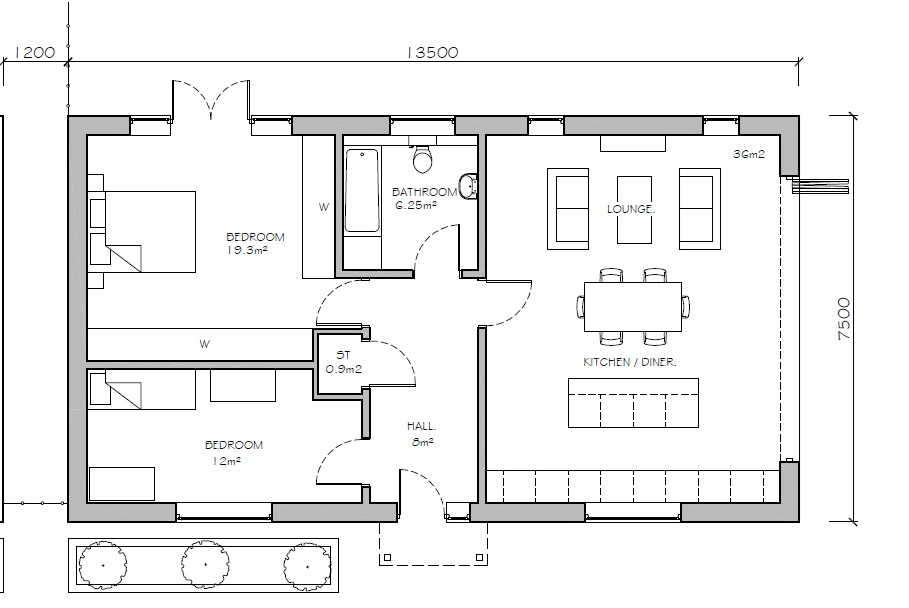 1200
13500
36m2
BATHROOM
6.25m²
W
LOUNGE.
BEDROOM
19.3m²
7500
W
ST
0.9m2
KITCHEN / DINER.
HALL.
8m²
BEDROOM
12m²